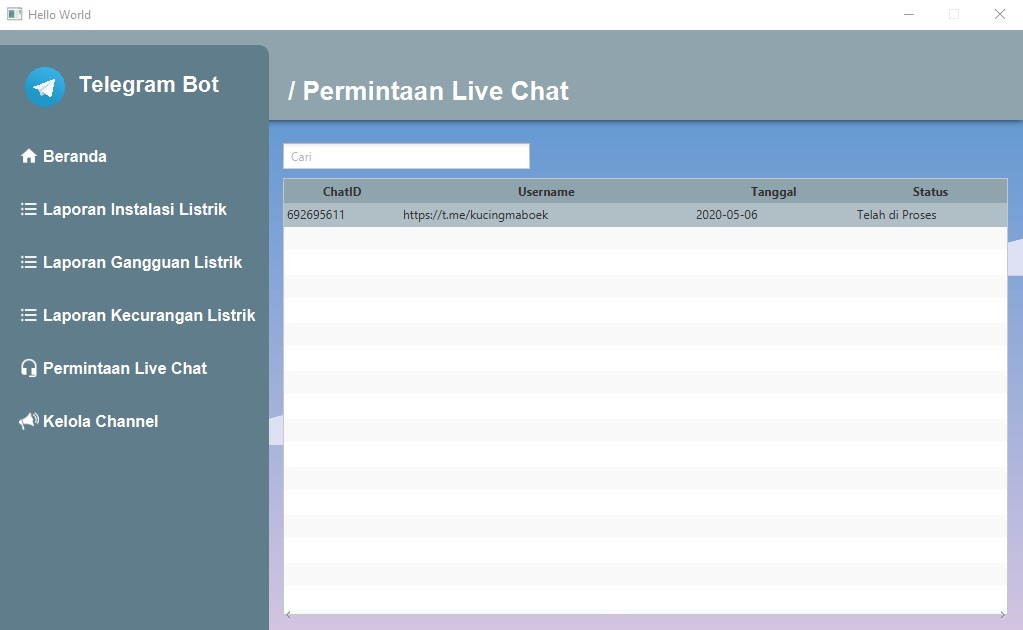 Hello World
Telegram Bot
Beranda
Laporan Instalasi Listrik
Laporan Gangguan Listrik
Laporan Kecurangan Listrik
Permintaan Live Chat
Kelola Channel
/ Permintaan Live Chat
Cari
ChatID Username Tanggal Status
692695611 https://t.me/kucingmaboek 2020-05-06 Telah di Proses